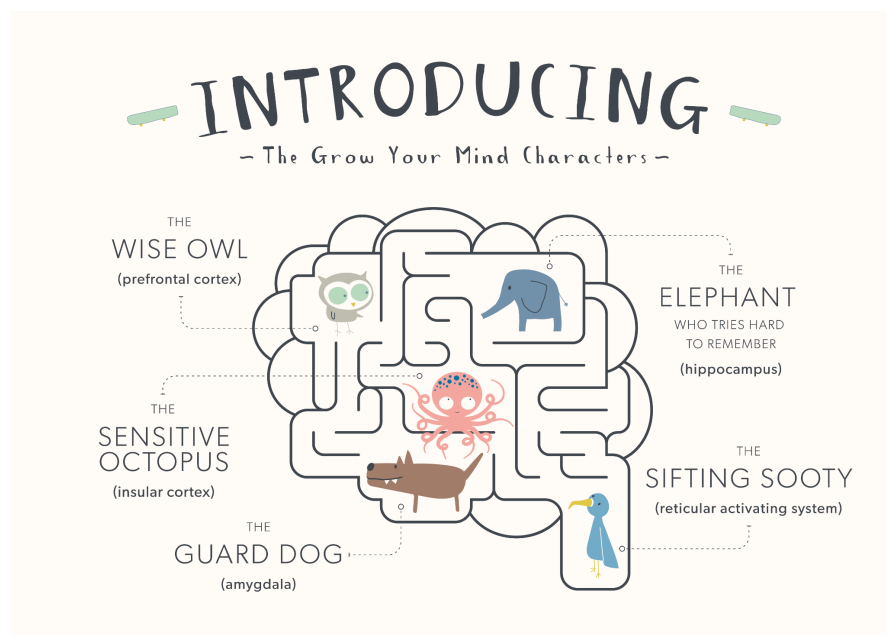 INTRODUCING
~ The Grow Your Mind Characters ~
THE
WISE OWL
(prefrontal cortex)
THE
ELEPHANT
WHO TRIES HARD
TO REMEMBER
(hippocampus)
THE
SENSITIVE
OCTOPUS
(insular cortex)
THE
SIFTING SOOTY
(reticular activating system)
THE
GUARD DOG
(amygdala)